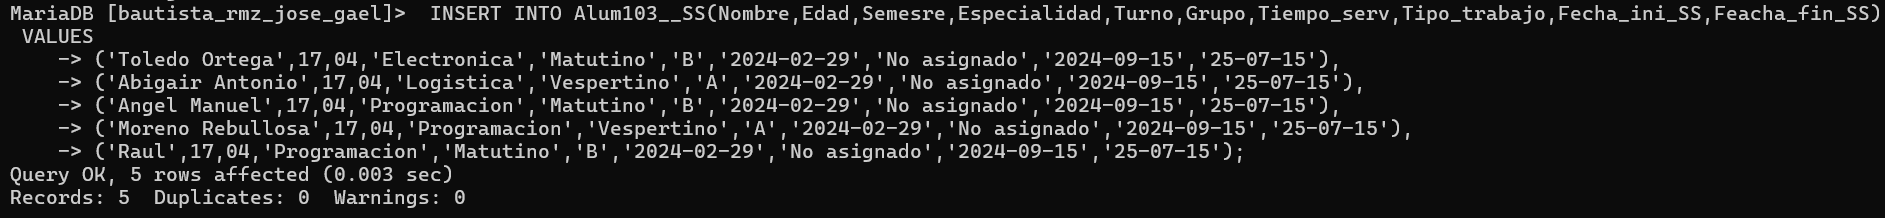 MariaDB [bautista_rmz_jose_gael]>  INSERT INTO Alum103__SS(Nombre,Edad,Semesre,Especialidad,Turno,Grupo,Tiempo_serv,Tipo_trabajo,Fecha_ini_SS,Feacha_fin_SS)
 VALUES
    -> ('Toledo Ortega',17,04,'Electronica','Matutino','B','2024-02-29','No asignado','2024-09-15','25-07-15'),
    -> ('Abigair Antonio',17,04,'Logistica','Vespertino','A','2024-02-29','No asignado','2024-09-15','25-07-15'),
    -> ('Angel Manuel',17,04,'Programacion','Matutino','B','2024-02-29','No asignado','2024-09-15','25-07-15'),
    -> ('Moreno Rebullosa',17,04,'Programacion','Vespertino','A','2024-02-29','No asignado','2024-09-15','25-07-15'),
    -> ('Raul',17,04,'Programacion','Matutino','B','2024-02-29','No asignado','2024-09-15','25-07-15');
Query OK, 5 rows affected (0.003 sec)
Records: 5  Duplicates: 0  Warnings: 0